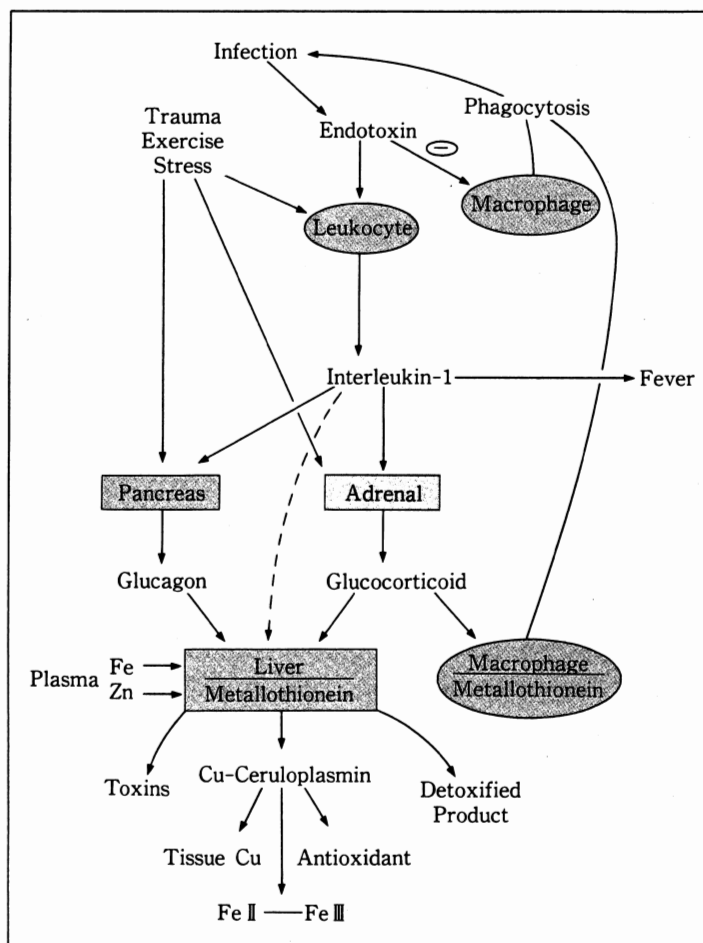 Infection
Phagocytosis
Trauma
Exercise
Stress
Endotoxin
−
Macrophage
Leukocyte
Interleukin-1
Fever
Pancreas
Adrenal
Glucagon
Glucocorticoid
Plasma Fe
Zn
Liver
Metallothionein
Macrophage
Metallothionein
Toxins
Cu-Ceruloplasmin
Detoxified
Product
Tissue Cu
Antioxidant
Fe Ⅱ — Fe Ⅲ